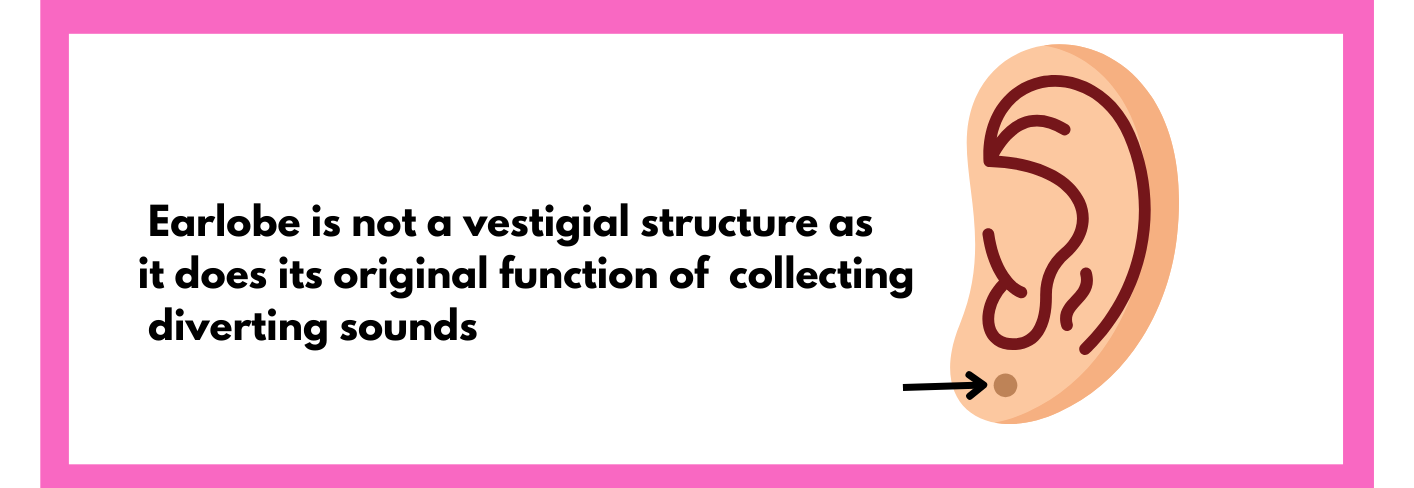 Earlobe is not a vestigial structure as
it does its original function of collecting
diverting sounds